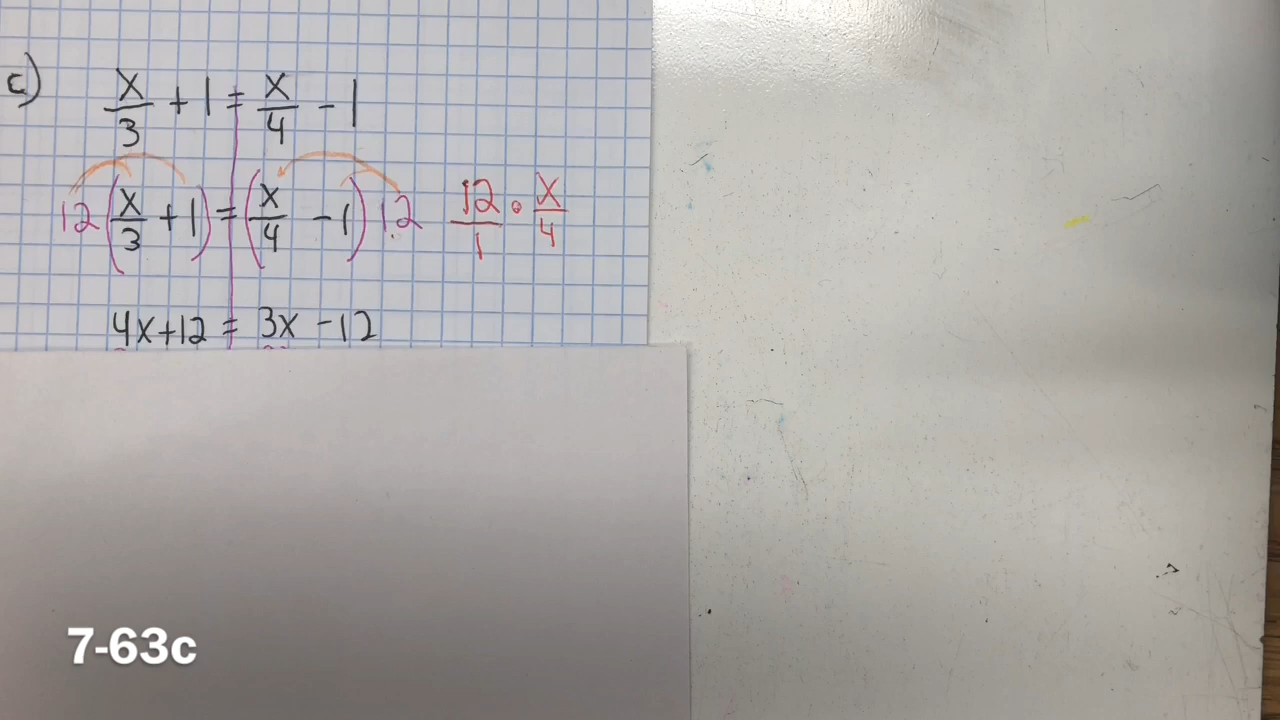 c) x/3 + 1 = x/4 - 1
12(x/3 + 1) = (x/4 - 1)12 12/1 • x/4
4x+12 = 3x -12
7-63c